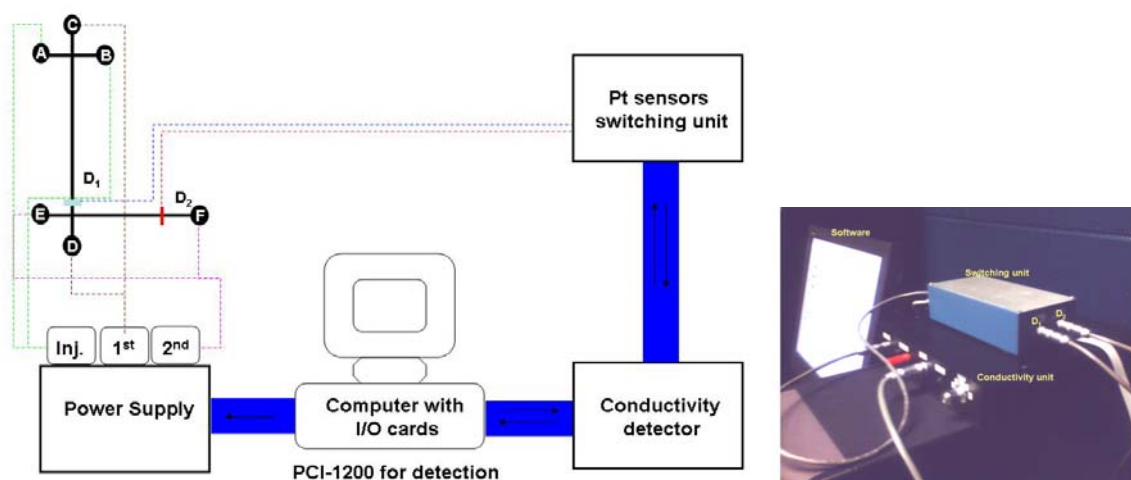 C
A
B
D1
E
D2
F
D
Pt sensors
switching unit
Inj.
1st
2nd
Power Supply
Computer with
I/O cards
PCI-1200 for detection
Conductivity
detector
Software
Switching unit
D1
D2
Conductivity unit